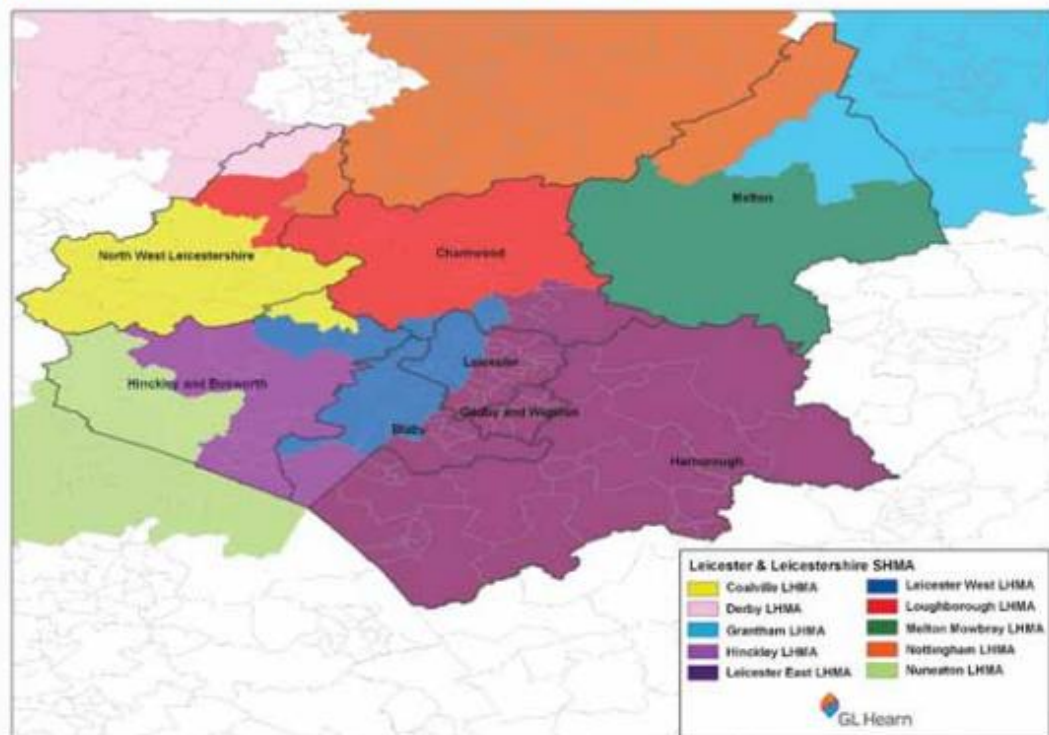 Melton
North West Leicestershire
Charnwood
Leicester
Hinckley and Bosworth
Oadby and Wigston
Blaby
Harborough
Leicester & Leicestershire SHMA
Coalville LHMA
Derby LHMA
Grantham LHMA
Hinckley LHMA
Leicester East LHMA
Leicester West LHMA
Loughborough LHMA
Melton Mowbray LHMA
Nottingham LHMA
Nuneaton LHMA
GL Hearn